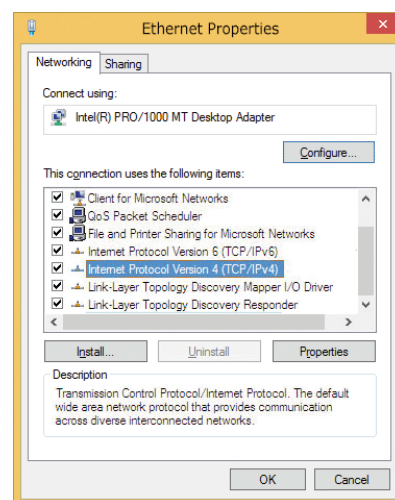 Ethernet Properties
Networking
Sharing
Connect using:
Intel(R) PRO/1000 MT Desktop Adapter
Configure...
This connection uses the following items:
Client for Microsoft Networks
QoS Packet Scheduler
File and Printer Sharing for Microsoft Networks
Internet Protocol Version 6 (TCP/IPv6)
Internet Protocol Version 4 (TCP/IPv4)
Link-Layer Topology Discovery Mapper I/O Driver
Link-Layer Topology Discovery Responder
Install...
Uninstall
Properties
Description
Transmission Control Protocol/Internet Protocol. The default
wide area network protocol that provides communication
across diverse interconnected networks.
OK
Cancel